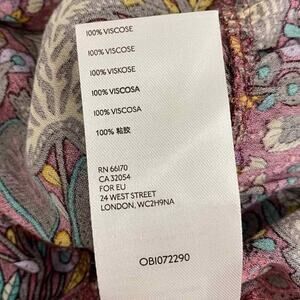 100% VISCOSE
100% VISCOSE
100% VISKOSE
100% VISCOSA
100% VISCOSA
100% 粘胶
RN 66170
CA 32054
FOR EU
24 WEST STREET
LONDON, WC2H9NA
OB1072290